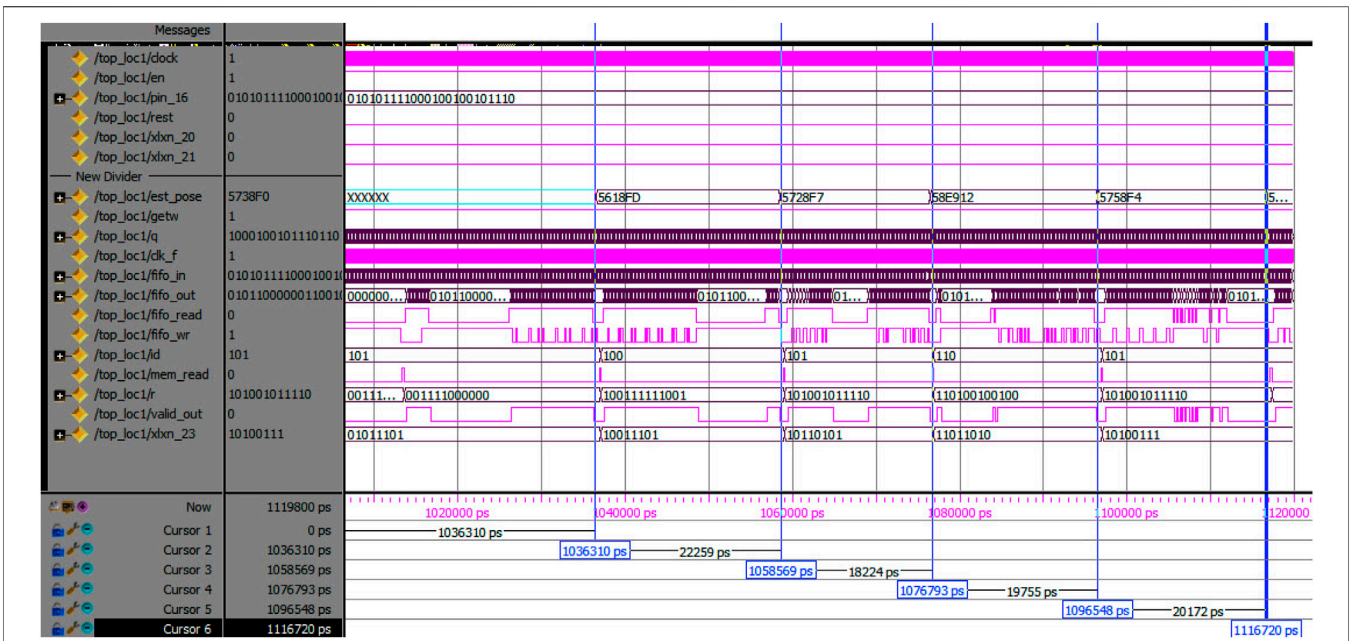 Messages
/top_loc1/clock 1
/top_loc1/en 1
/top_loc1/pin_16 0101011110001001 010101111000100100101110
/top_loc1/rest 0
/top_loc1/xlxn_20 0
/top_loc1/xlxn_21 0
New Divider
/top_loc1/est_pose 5738F0 XXXXXX 5618FD 5728F7 58E912 5758F4 5...
/top_loc1/getw 1
/top_loc1/q 1000100101110110
/top_loc1/clk_f 1
/top_loc1/fifo_in 0101011110001001
/top_loc1/fifo_out 0101100000011001 000000... 010110000... 0101100... 01... 0101... 0101...
/top_loc1/fifo_read 0
/top_loc1/fifo_wr 1
/top_loc1/id 101 101 100 101 110 101
/top_loc1/mem_read 0
/top_loc1/r 101001011110 00111... 001111000000 100111111001 101001011110 110100100100 101001011110
/top_loc1/valid_out 0
/top_loc1/xlxn_23 10100111 01011101 10011101 10110101 11011010 10100111
Now 1119800 ps 1020000 ps 1040000 ps 1060000 ps 1080000 ps 1100000 ps 1120000
Cursor 1 0 ps 1036310 ps
Cursor 2 1036310 ps 1036310 ps 22259 ps
Cursor 3 1058569 ps 1058569 ps 18224 ps
Cursor 4 1076793 ps 1076793 ps 19755 ps
Cursor 5 1096548 ps 1096548 ps 20172 ps
Cursor 6 1116720 ps 1116720 ps